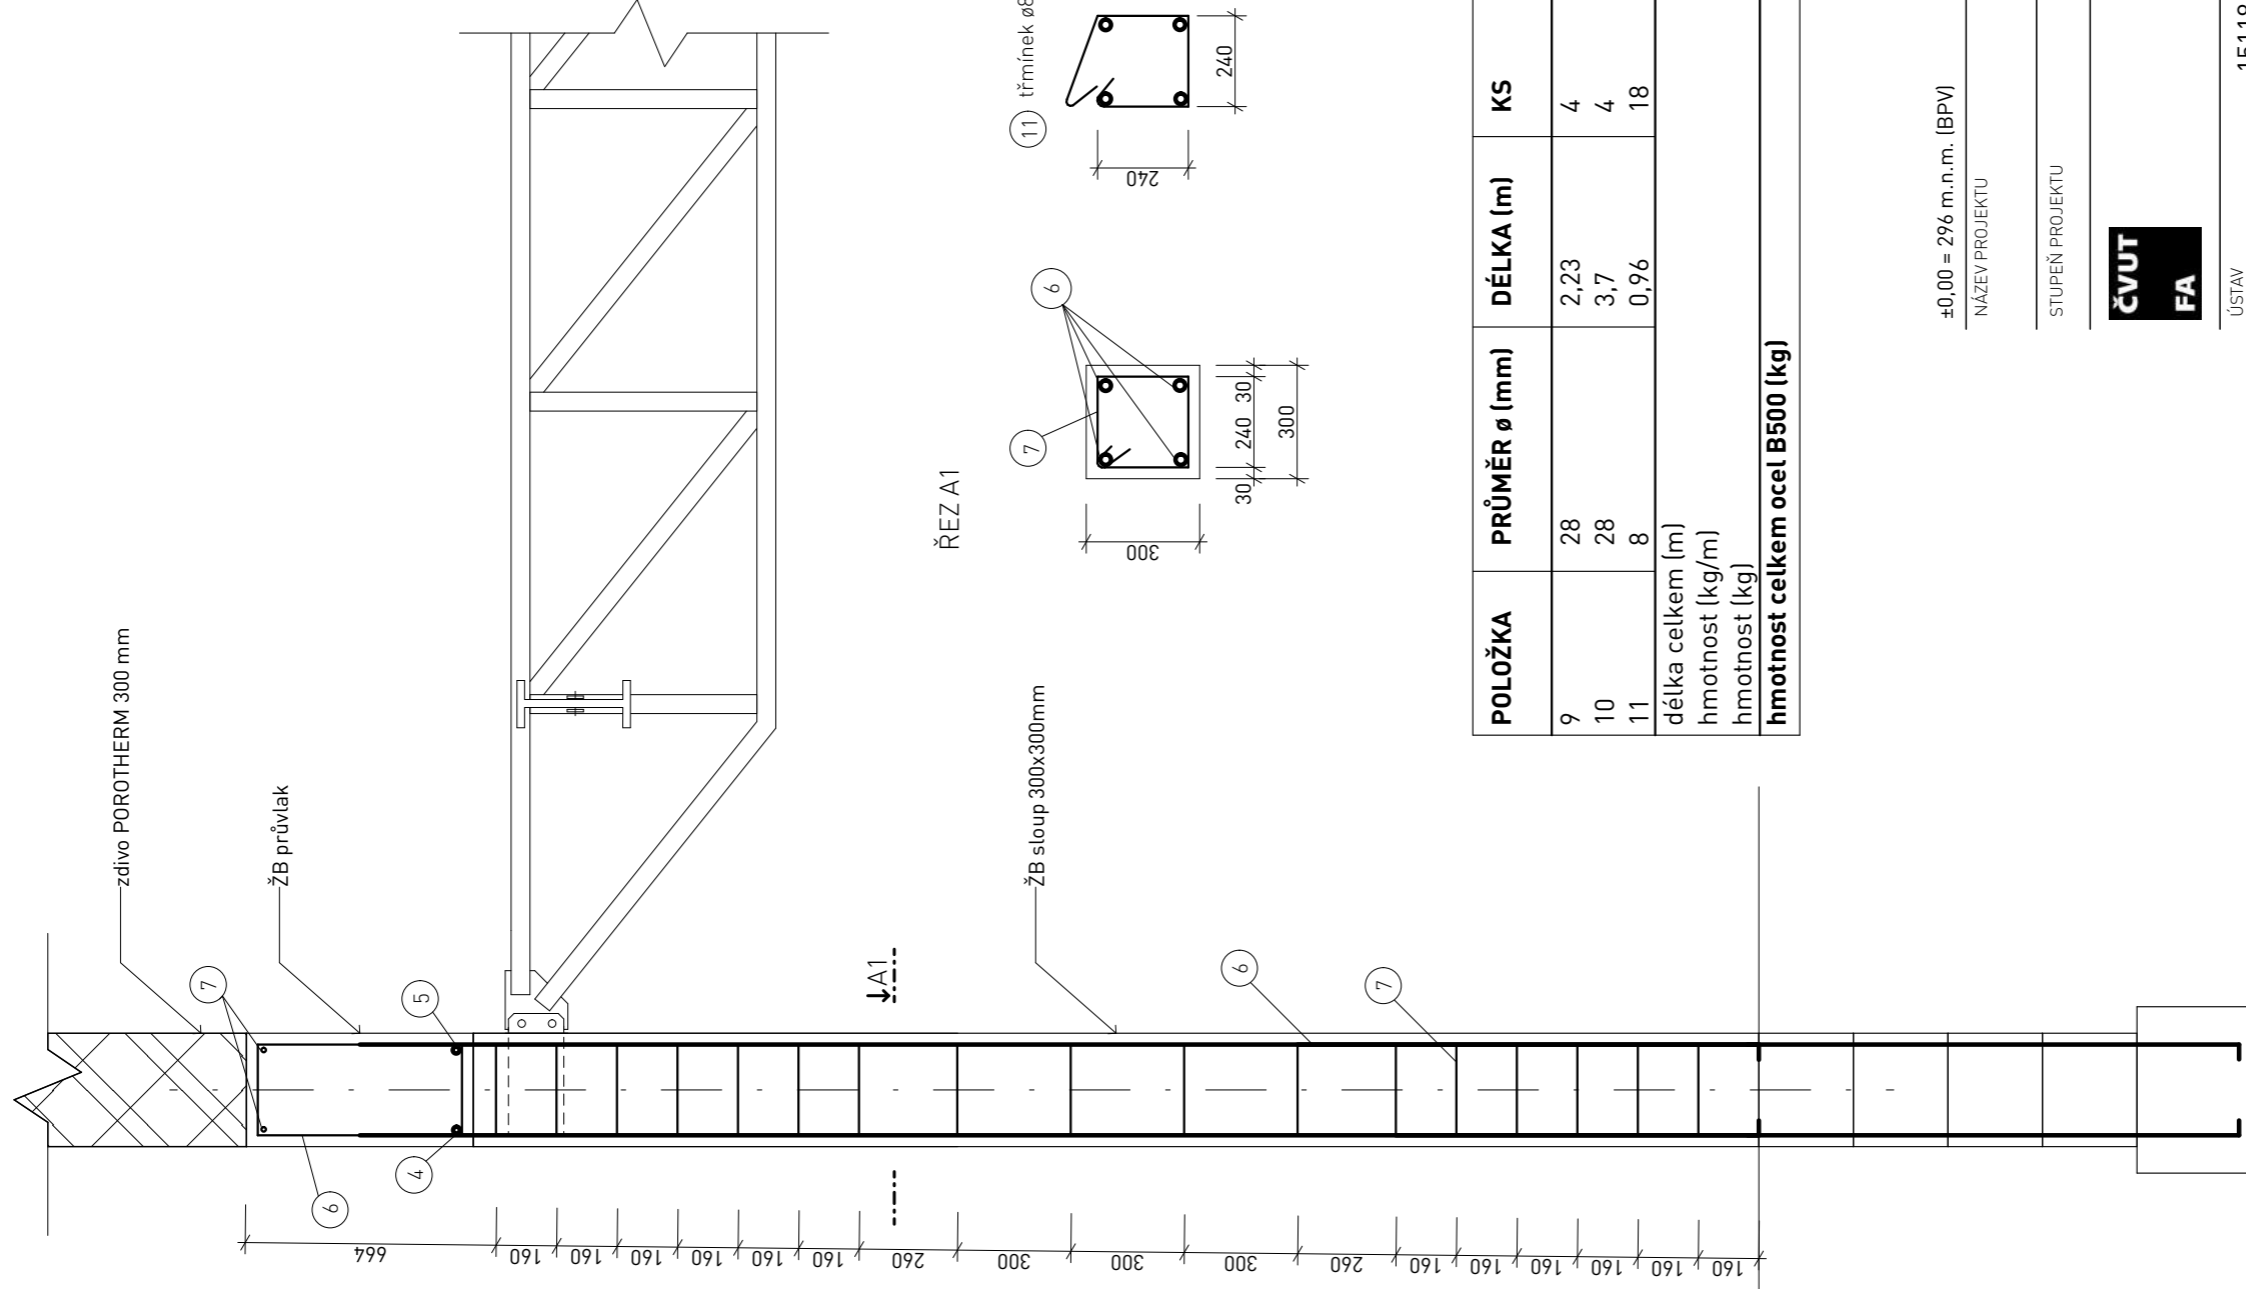 zdivo POROTHERM 300 mm
ŽB průvlak
7
5
4
6
A1
ŽB sloup 300x300mm
6
7
664
160
160
160
160
160
160
260
300
300
300
260
160
160
160
160
160
160
ŘEZ A1
7
6
300
30 240 30
300
11 třmínek ø8
240
240
POLOŽKA PRŮMĚR ø (mm) DÉLKA (m) KS
9 28 2,23 4
10 28 3,7 4
11 8 0,96 18
délka celkem (m)
hmotnost (kg/m)
hmotnost (kg)
hmotnost celkem ocel B500 (kg)
±0,00 = 296 m.n.m. (BPV)
NÁZEV PROJEKTU
STUPEŇ PROJEKTU
ČVUT
FA
ÚSTAV